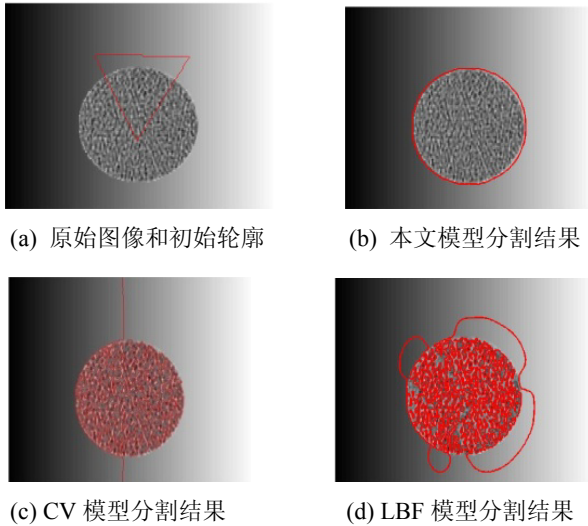 (a) 原始图像和初始轮廓
(b) 本文模型分割结果
(c) CV 模型分割结果
(d) LBF 模型分割结果